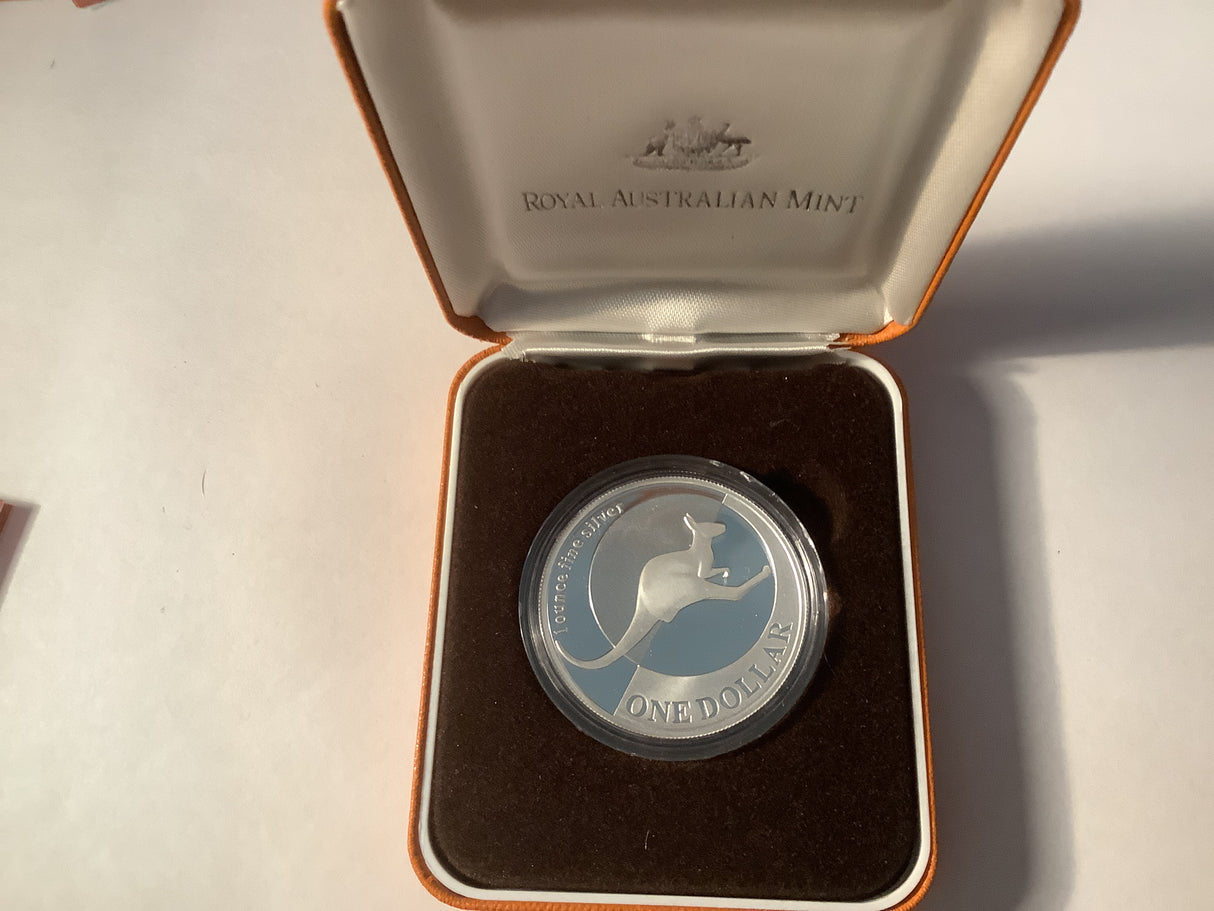 ROYAL AUSTRALIAN MINT
1 ounce fine silver
ONE DOLLAR